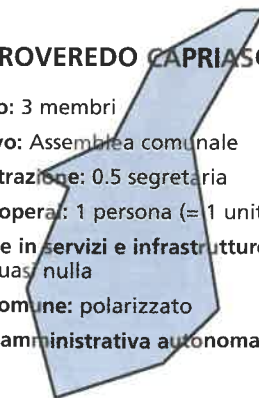 ROVEREDO CAPRIAS
o: 3 membri
vo: Assemblea comunale
trazione: 0.5 segretaria
operai: 1 persona (= 1 unit
e in servizi e infrastrutture
uasi nulla
omune: polarizzato
amministrativa autonoma